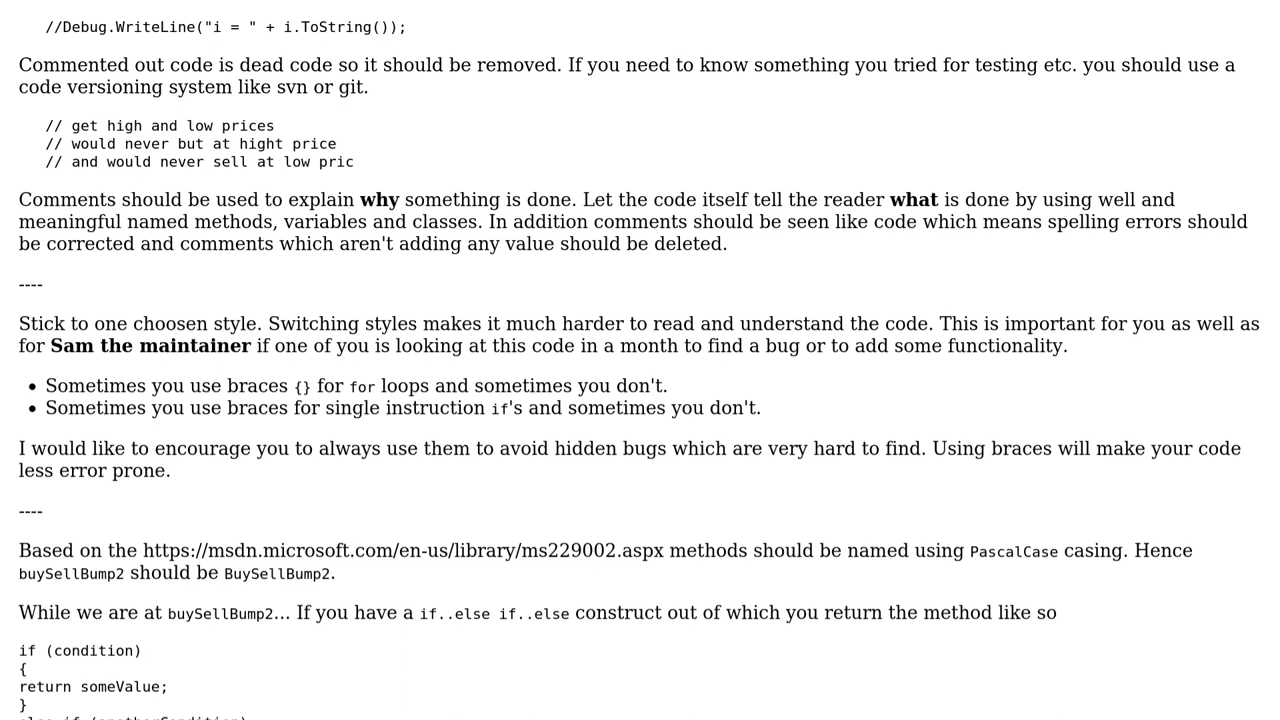 //Debug.WriteLine("i = " + i.ToString());
Commented out code is dead code so it should be removed. If you need to know something you tried for testing etc. you should use a
code versioning system like svn or git.
// get high and low prices
// would never but at hight price
// and would never sell at low pric
Comments should be used to explain why something is done. Let the code itself tell the reader what is done by using well and
meaningful named methods, variables and classes. In addition comments should be seen like code which means spelling errors should
be corrected and comments which aren't adding any value should be deleted.
----
Stick to one choosen style. Switching styles makes it much harder to read and understand the code. This is important for you as well as
for Sam the maintainer if one of you is looking at this code in a month to find a bug or to add some functionality.
• Sometimes you use braces {} for for loops and sometimes you don't.
• Sometimes you use braces for single instruction if's and sometimes you don't.
I would like to encourage you to always use them to avoid hidden bugs which are very hard to find. Using braces will make your code
less error prone.
----
Based on the https://msdn.microsoft.com/en-us/library/ms229002.aspx methods should be named using PascalCase casing. Hence
buySellBump2 should be BuySellBump2.
While we are at buySellBump2... If you have a if..else if..else construct out of which you return the method like so
if (condition)
{
return someValue;
}
else if (anotherCondition)